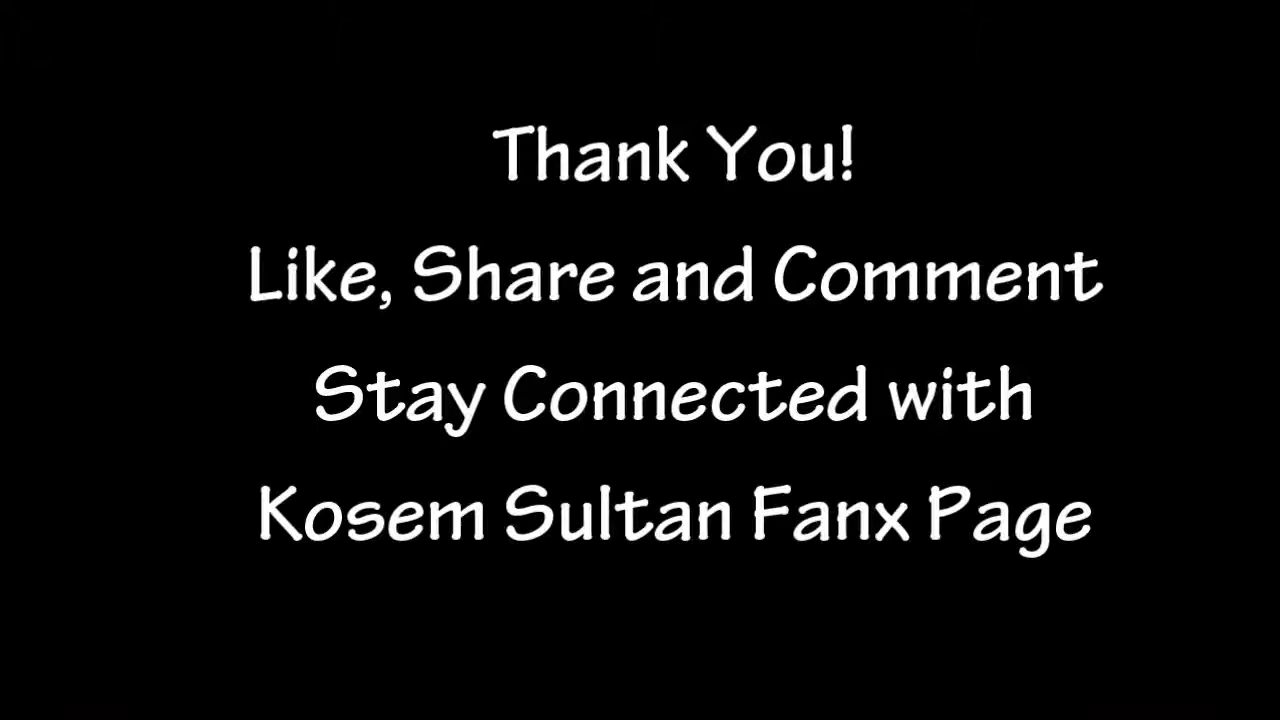 Thank You!
Like, Share and Comment
Stay Connected with
Kosem Sultan Fanx Page